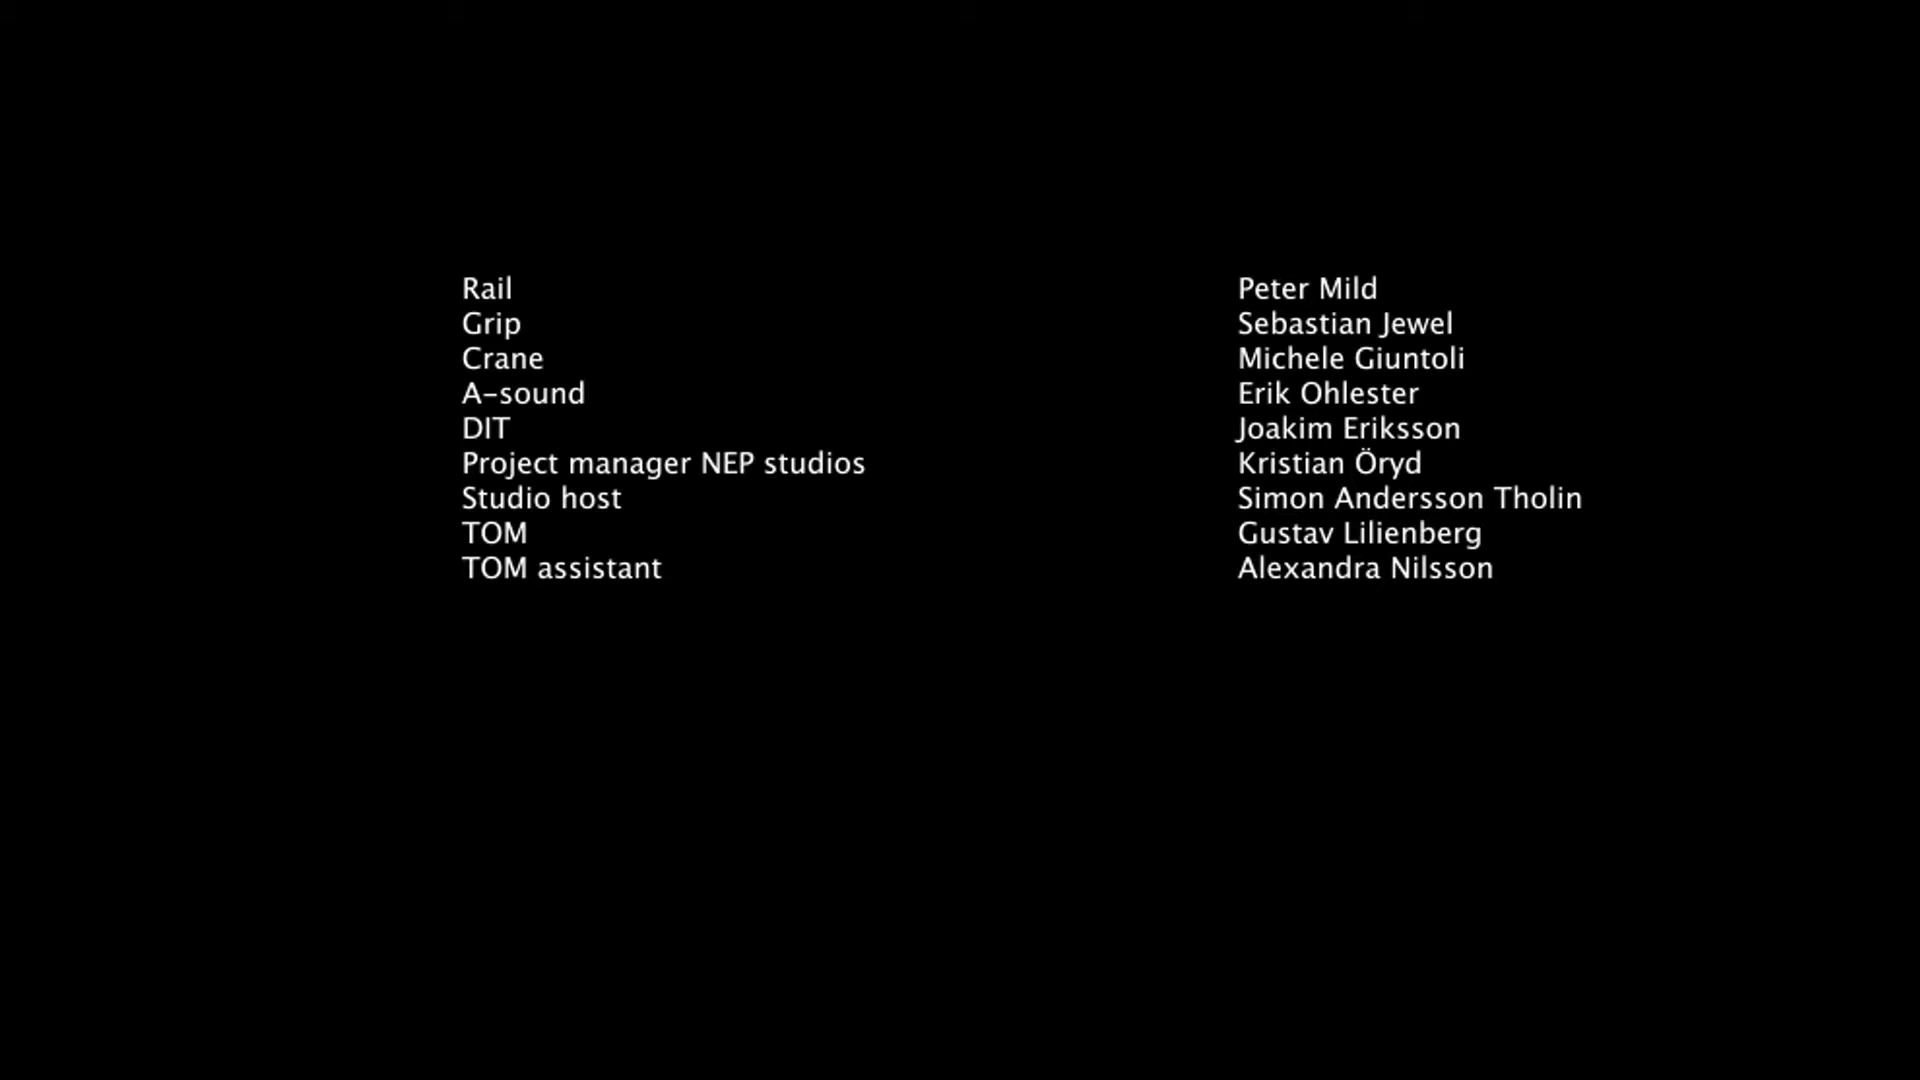 Rail Peter Mild
Grip Sebastian Jewel
Crane Michele Giuntoli
A-sound Erik Ohlester
DIT Joakim Eriksson
Project manager NEP studios Kristian Öryd
Studio host Simon Andersson Tholin
TOM Gustav Lilienberg
TOM assistant Alexandra Nilsson